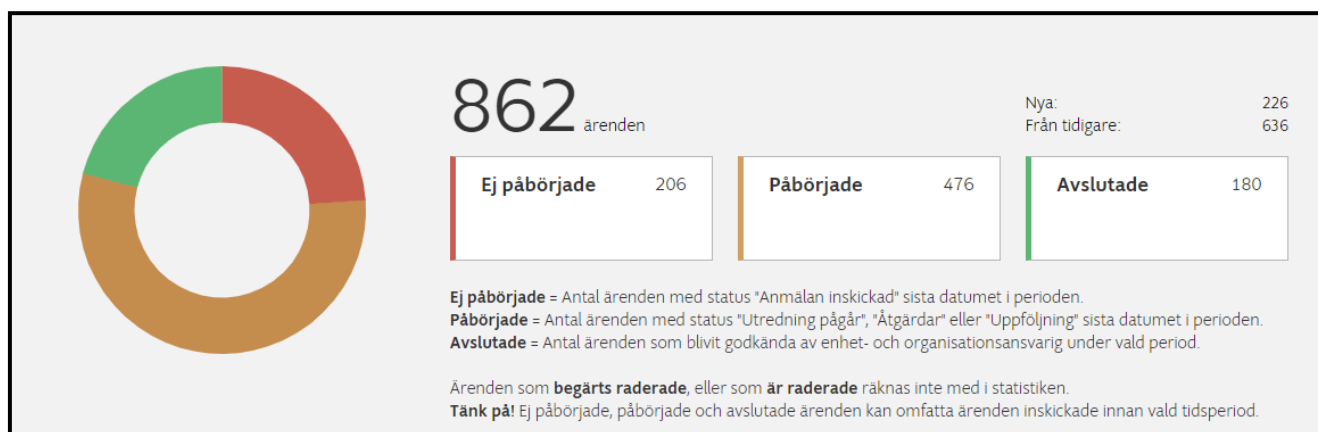 862 ärenden
Nya: 226
Från tidigare: 636
Ej påbörjade 206
Påbörjade 476
Avslutade 180
Ej påbörjade = Antal ärenden med status "Anmälan inskickad" sista datumet i perioden.
Påbörjade = Antal ärenden med status "Utredning pågår", "Åtgärdar" eller "Uppföljning" sista datumet i perioden.
Avslutade = Antal ärenden som blivit godkända av enhet- och organisationsansvarig under vald period.
Ärenden som begärts raderade, eller som är raderade räknas inte med i statistiken.
Tänk på! Ej påbörjade, påbörjade och avslutade ärenden kan omfatta ärenden inskickade innan vald tidsperiod.